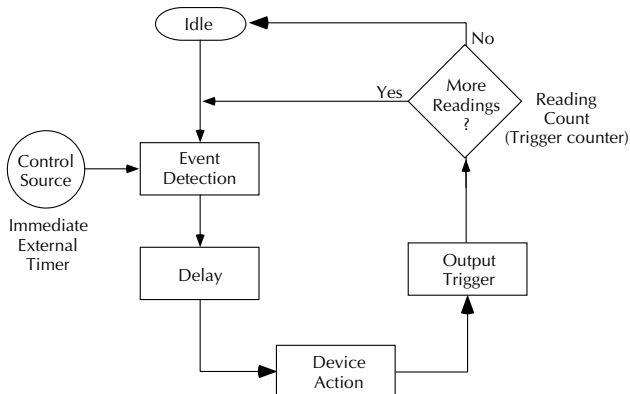 Idle
No
Yes
More
Readings
?
Reading
Count
(Trigger counter)
Control
Source
Event
Detection
Immediate
External
Timer
Delay
Output
Trigger
Device
Action